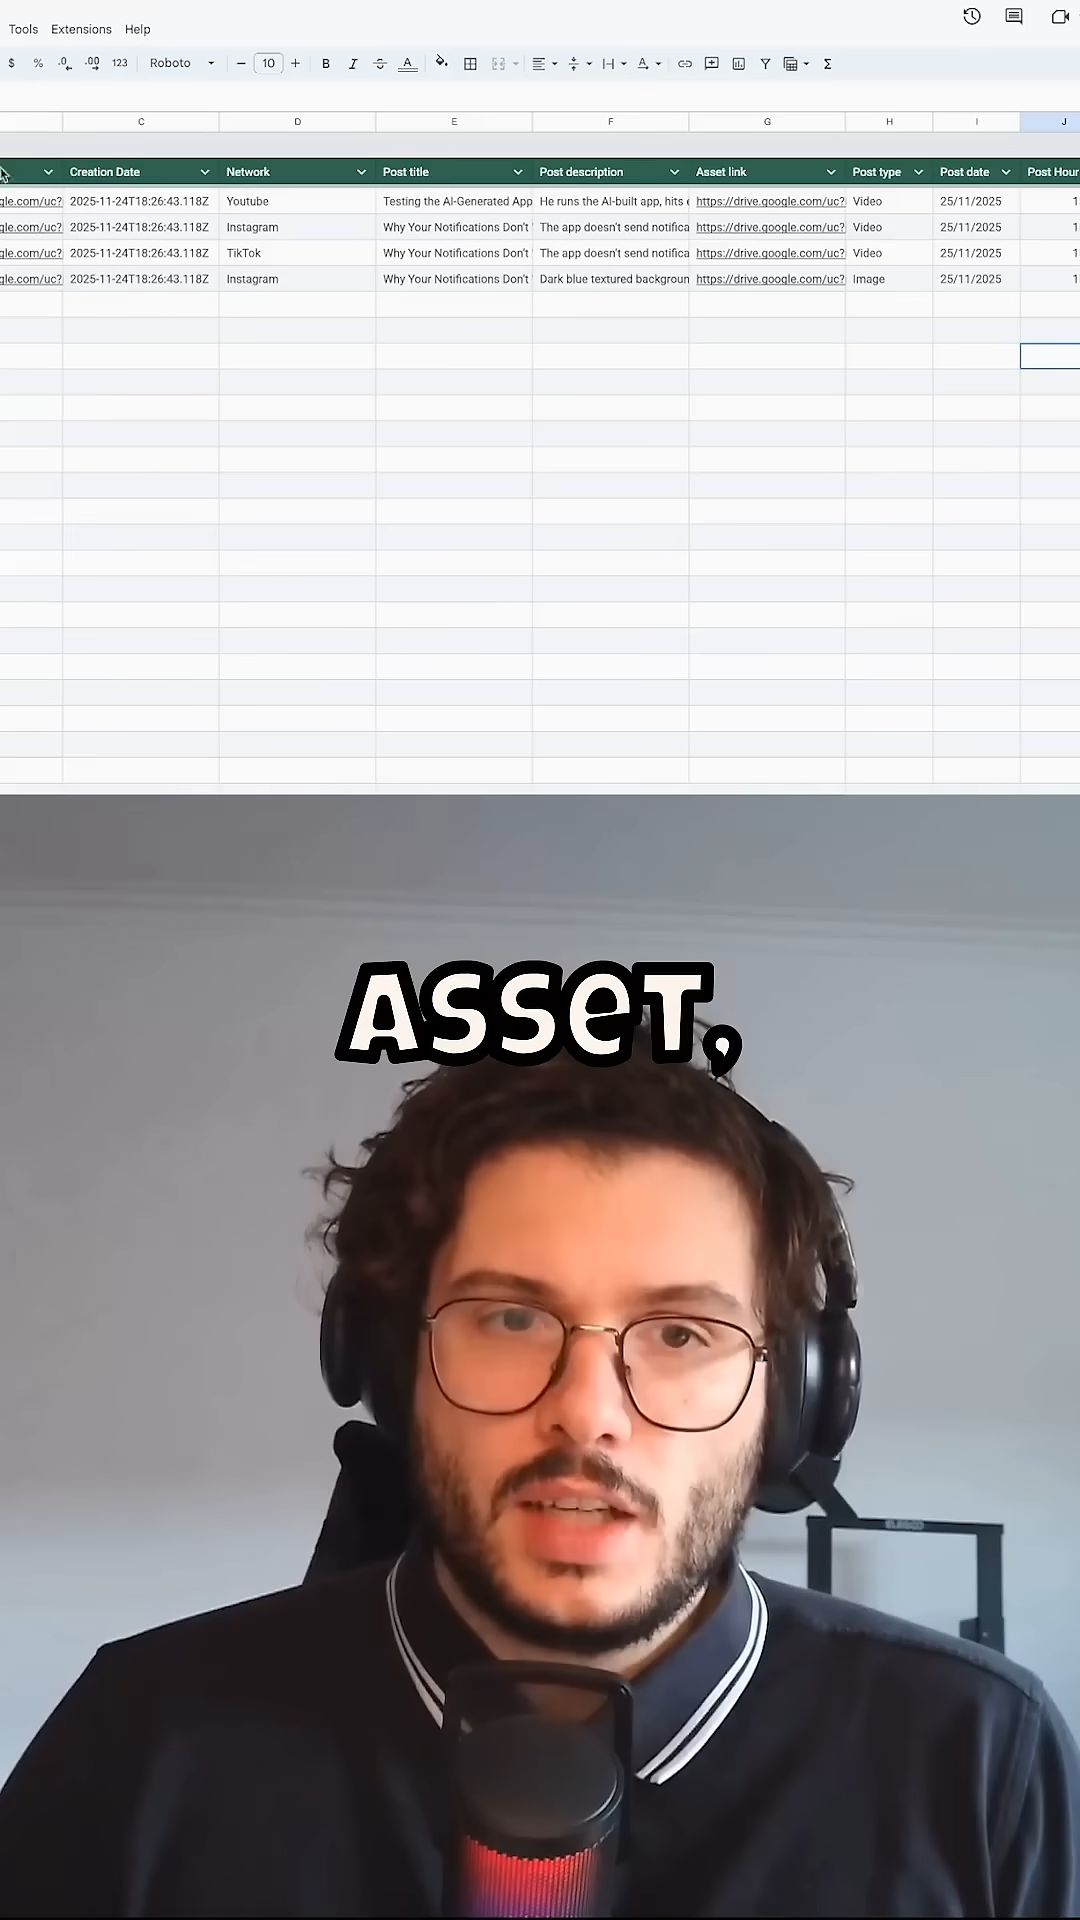 Tools Extensions Help
$ % .0 .00 123 Roboto 10 B I A Σ
C D E F G H I J
Creation Date Network Post title Post description Asset link Post type Post date Post Hour
gle.com/uc? 2025-11-24T18:26:43.118Z Youtube Testing the AI-Generated App He runs the AI-built app, hits https://drive.google.com/uc? Video 25/11/2025 1
gle.com/uc? 2025-11-24T18:26:43.118Z Instagram Why Your Notifications Don't The app doesn't send notifica https://drive.google.com/uc? Video 25/11/2025
gle.com/uc? 2025-11-24T18:26:43.118Z TikTok Why Your Notifications Don't The app doesn't send notifica https://drive.google.com/uc? Video 25/11/2025 1
gle.com/uc? 2025-11-24T18:26:43.118Z Instagram Why Your Notifications Don't Dark blue textured backgroun https://drive.google.com/uc? Image 25/11/2025 1
ASSeT,